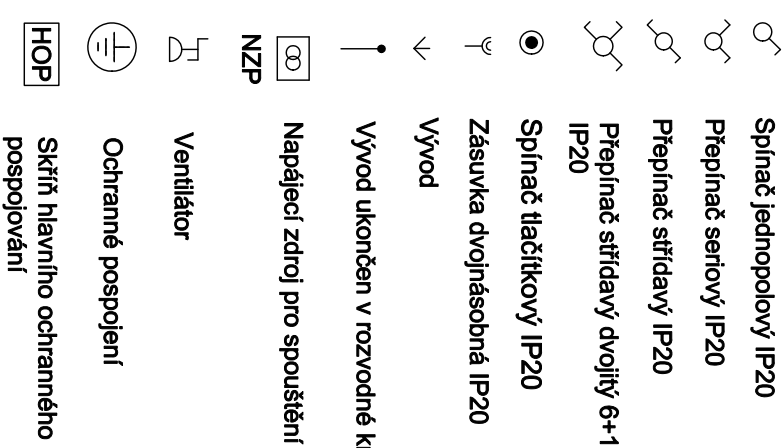 Spínač jednopolový IP20
Přepínač seriový IP20
Přepínač střídavý IP20
Přepínač střídavý dvojitý 6+1
IP20
Spínač tlačítkový IP20
Zásuvka dvojnásobná IP20
Vývod
Vývod ukončen v rozvodné
NZP
Napájecí zdroj pro spouštění
Ventilátor
Ochranné pospojení
HOP
Skříň hlavního ochranného
pospojování